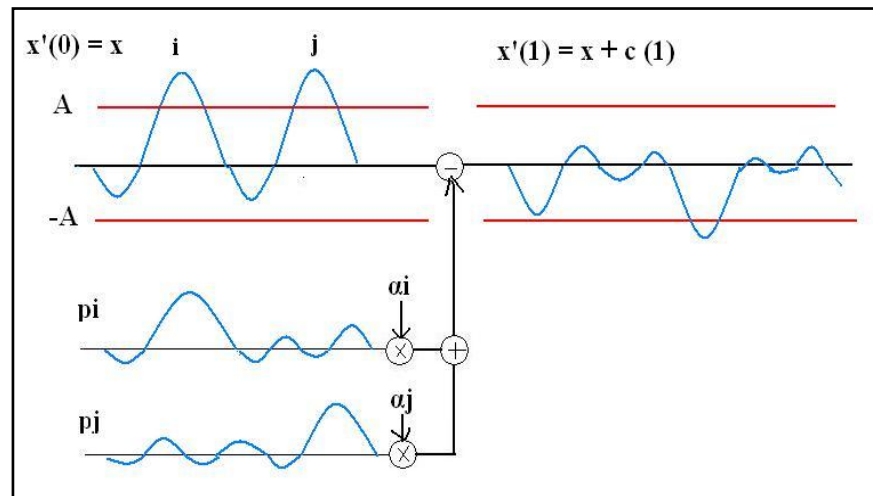 x'(0) = x i j x'(1) = x + c (1)
A
-
-A
pi αi
x +
pj αj
x